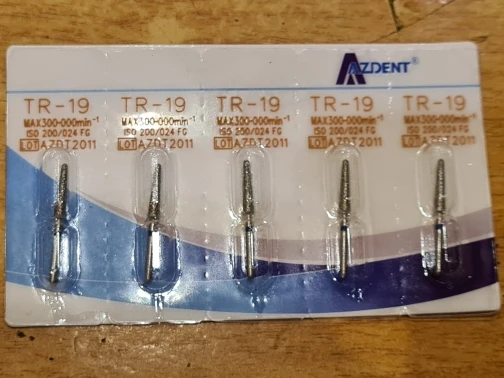 AZDENT®
TR-19 TR-19 TR-19 TR-19 TR-19
MAX300-000min⁻¹ MAX300-000min⁻¹ MAX300-000min⁻¹ MAX300-000min⁻¹ MAX300-000min⁻¹
ISO 200/024 FG ISO 200/024 FG ISO 200/024 FG ISO 200/024 FG ISO 200/024 FG
LOT AZDT2011 LOT AZDT2011 LOT AZDT2011 LOT AZDT2011 LOT AZDT2011